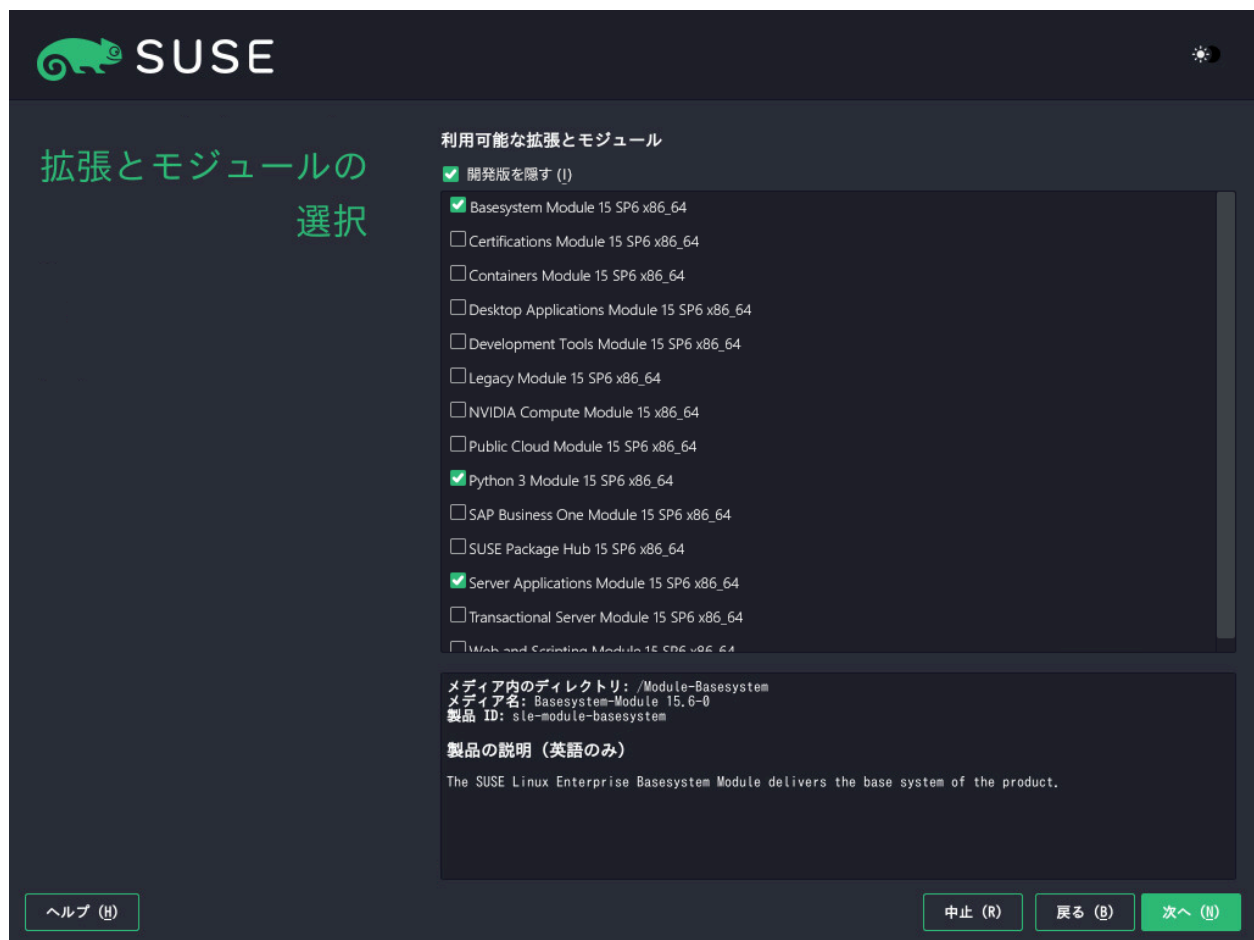 SUSE
拡張とモジュールの
選択
利用可能な拡張とモジュール
開発版を隠す (I)
Basesystem Module 15 SP6 x86_64
Certifications Module 15 SP6 x86_64
Containers Module 15 SP6 x86_64
Desktop Applications Module 15 SP6 x86_64
Development Tools Module 15 SP6 x86_64
Legacy Module 15 SP6 x86_64
NVIDIA Compute Module 15 x86_64
Public Cloud Module 15 SP6 x86_64
Python 3 Module 15 SP6 x86_64
SAP Business One Module 15 SP6 x86_64
SUSE Package Hub 15 SP6 x86_64
Server Applications Module 15 SP6 x86_64
Transactional Server Module 15 SP6 x86_64
Web and Scripting Module 15 SP6 x86_64
メディア内のディレクトリ: /Module-Basesystem
メディア名: Basesystem-Module 15.6-0
製品 ID: sle-module-basesystem
製品の説明（英語のみ）
The SUSE Linux Enterprise Basesystem Module delivers the base system of the product.
ヘルプ (H)
中止 (R)
戻る (B)
次へ (N)